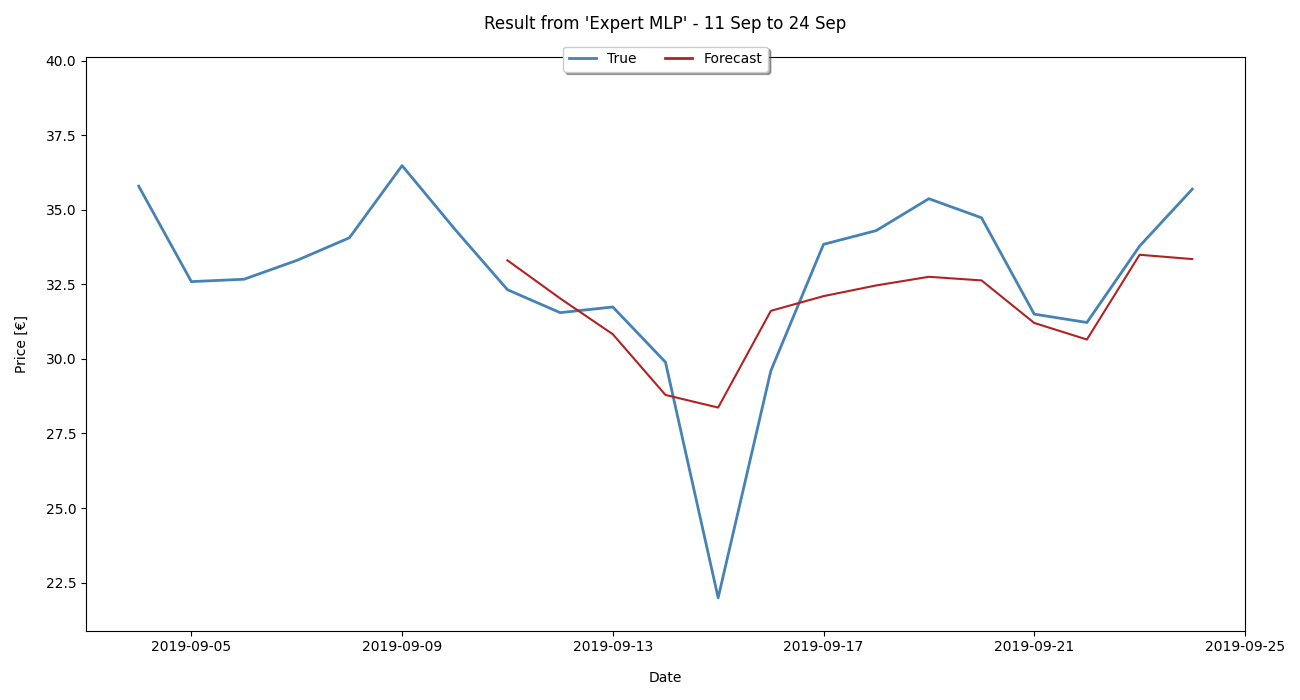 Result from 'Expert MLP' - 11 Sep to 24 Sep
True Forecast
40.0
37.5
35.0
32.5
30.0
27.5
25.0
22.5
Price [€]
2019-09-05 2019-09-09 2019-09-13 2019-09-17 2019-09-21 2019-09-25
Date